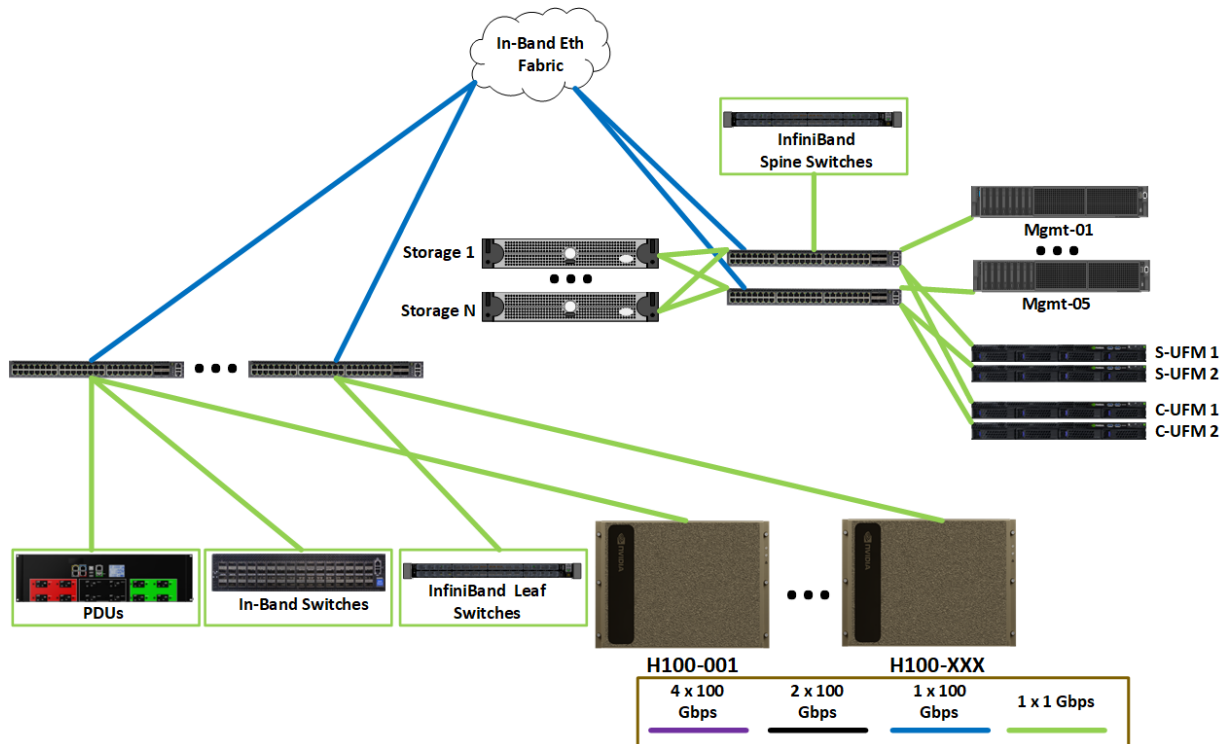 In-Band Eth
Fabric
InfiniBand
Spine Switches
Mgmt-01
Storage 1
Mgmt-05
Storage N
S-UFM 1
S-UFM 2
C-UFM 1
C-UFM 2
PDUs
In-Band Switches
InfiniBand Leaf
Switches
NVIDIA
NVIDIA
H100-001
H100-XXX
4 x 100
Gbps
2 x 100
Gbps
1 x 100
Gbps
1 x 1 Gbps